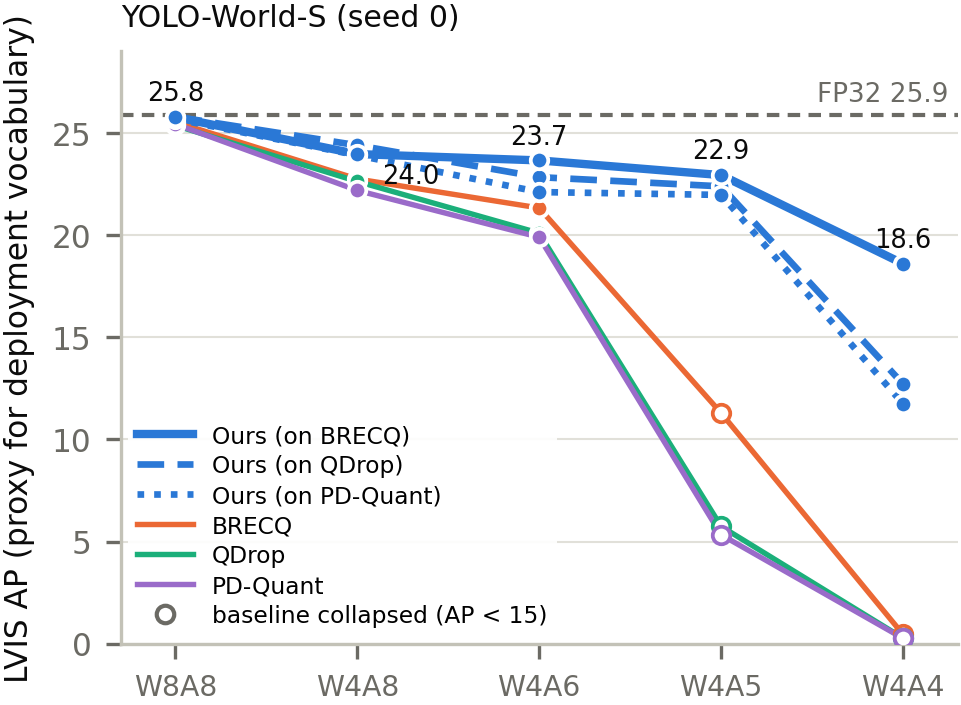 YOLO-World-S (seed 0)
LVIS AP (proxy for deployment vocabulary)
FP32 25.9
25.8
24.0
23.7
22.9
18.6
25
20
15
10
5
0
Ours (on BRECQ)
Ours (on QDrop)
Ours (on PD-Quant)
BRECQ
QDrop
PD-Quant
baseline collapsed (AP < 15)
W8A8 W4A8 W4A6 W4A5 W4A4